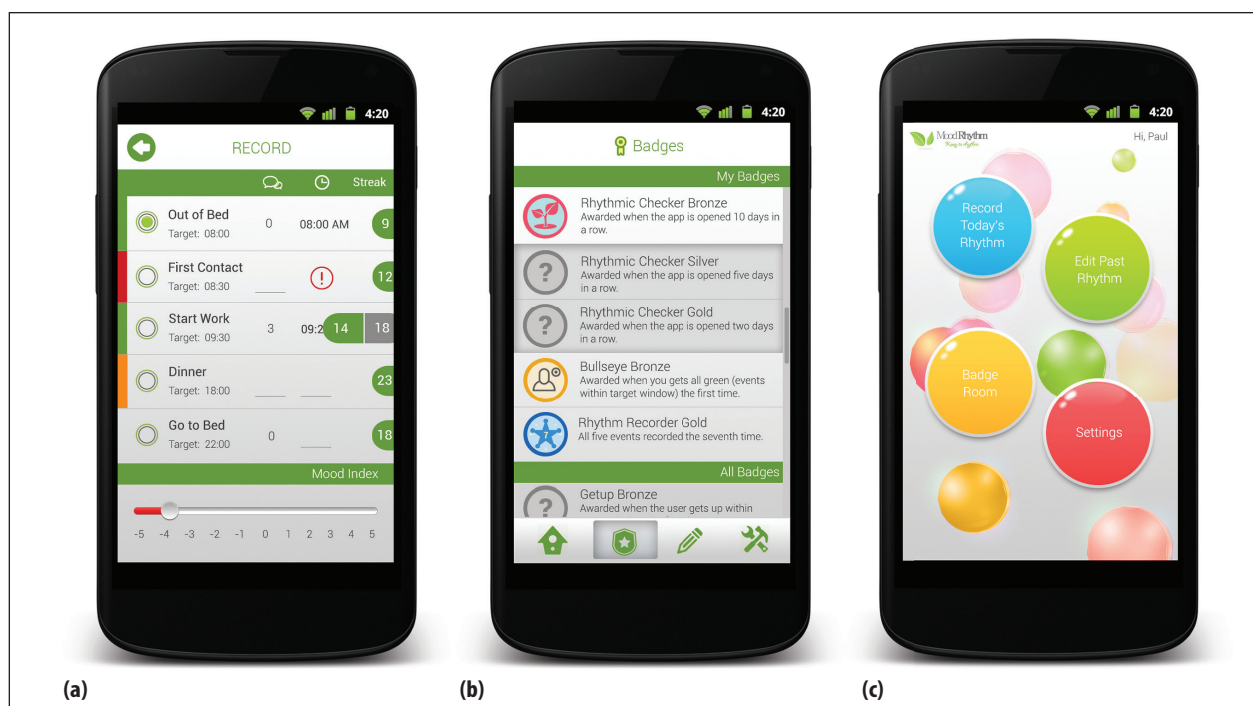 4:20
RECORD
Streak
Out of Bed
Target: 08:00
0
08:00 AM
9
First Contact
Target: 08:30
!
12
Start Work
Target: 09:30
3
09:2
14
18
Dinner
Target: 18:00
23
Go to Bed
Target: 22:00
0
18
Mood Index
-5 -4 -3 -2 -1 0 1 2 3 4 5
(a)
4:20
Badges
My Badges
Rhythmic Checker Bronze
Awarded when the app is opened 10 days in
a row.
?
Rhythmic Checker Silver
Awarded when the app is opened five days
in a row.
?
Rhythmic Checker Gold
Awarded when the app is opened two days
in a row.
Bullseye Bronze
Awarded when you gets all green (events
within target window) the first time.
7
Rhythm Recorder Gold
All five events recorded the seventh time.
All Badges
?
Getup Bronze
Awarded when the user gets up within
(b)
4:20
MoodRhythm
Hi, Paul
Record
Today's
Rhythm
Edit Past
Rhythm
Badge
Room
Settings
(c)